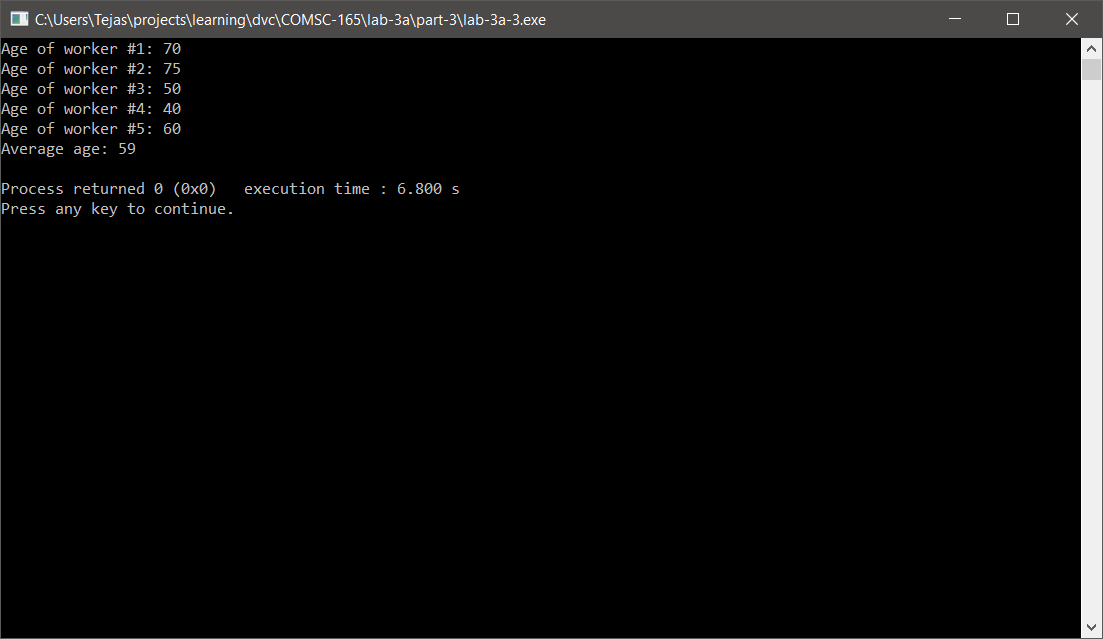 C:\Users\Tejas\projects\learning\dvc\COMSC-165\lab-3a\part-3\lab-3a-3.exe
Age of worker #1: 70
Age of worker #2: 75
Age of worker #3: 50
Age of worker #4: 40
Age of worker #5: 60
Average age: 59
Process returned 0 (0x0)   execution time : 6.800 s
Press any key to continue.